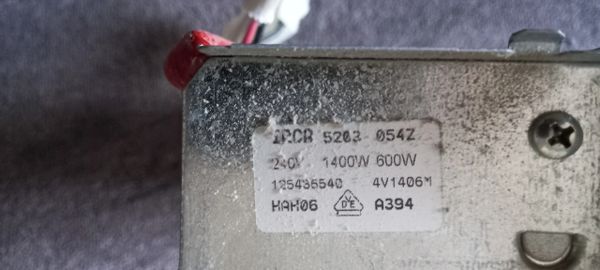 IRCA 5203 054Z
240V 1400W 600W
125435540 4V1406M
HAH06 VDE A394